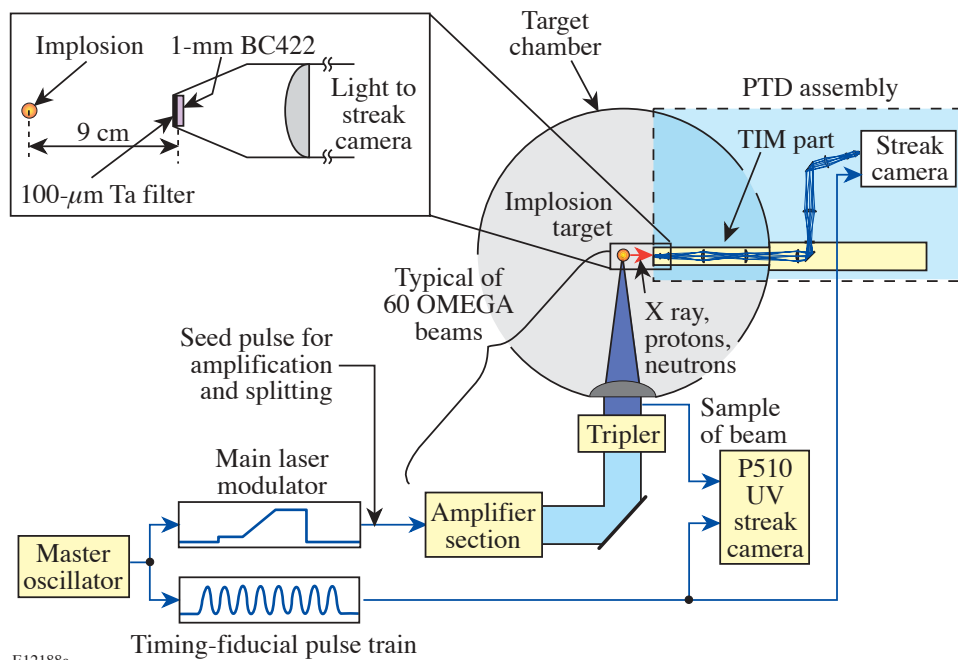 Implosion
1-mm BC422
Light to
streak
camera
9 cm
100-μm Ta filter
Target
chamber
PTD assembly
TIM part
Streak
camera
Implosion
target
Typical of
60 OMEGA
beams
X ray,
protons,
neutrons
Seed pulse for
amplification
and splitting
Sample
of beam
Tripler
Main laser
modulator
P510
UV
streak
camera
Amplifier
section
Master
oscillator
Timing-fiducial pulse train